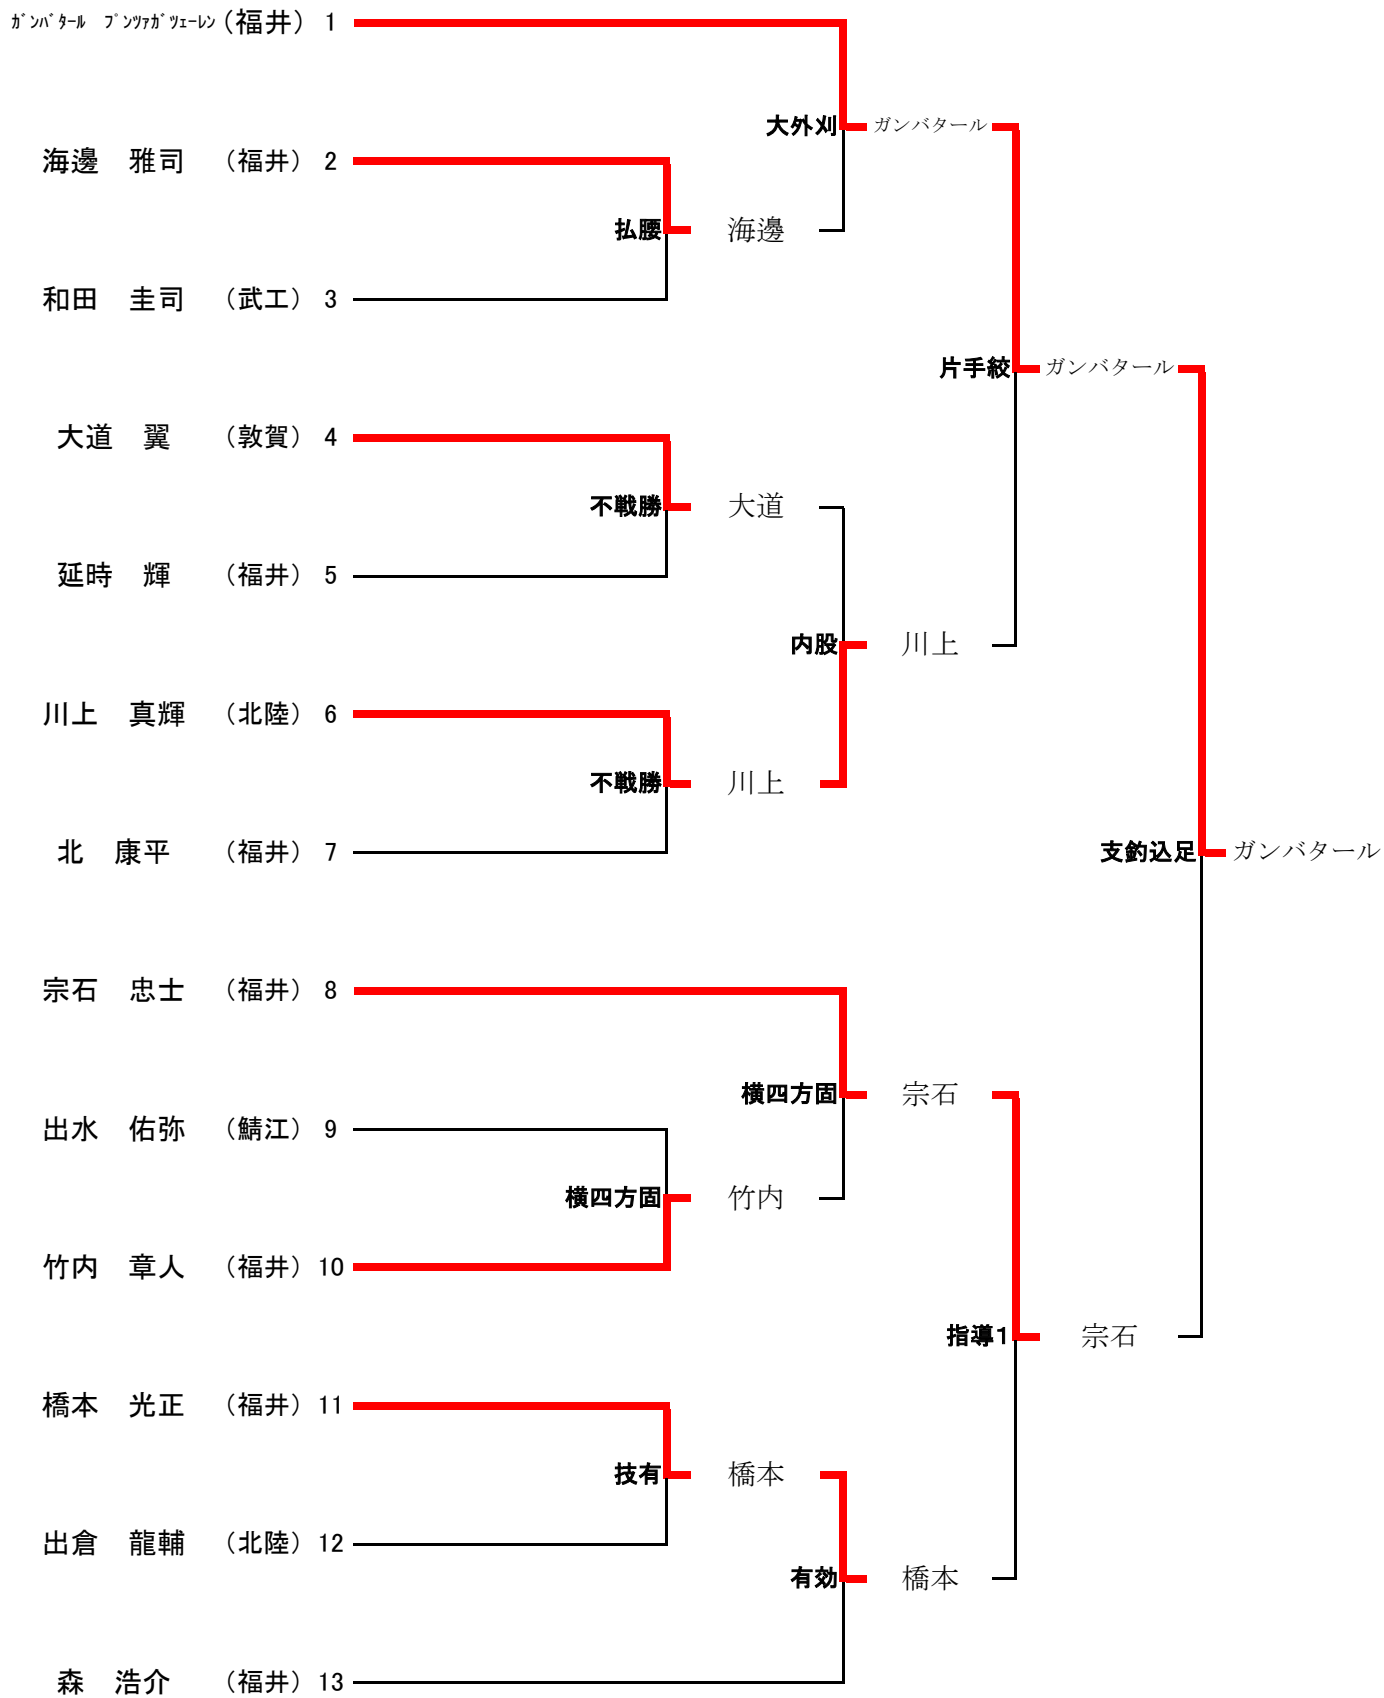 ｶﾞﾝﾊﾞﾀｰﾙ　ﾌﾟﾝﾂｧｶﾞﾂｪｰﾚﾝ（福井） 1
大外刈 ガンバタール
海邊　雅司 （福井） 2
払腰 海邊
和田　圭司 （武工） 3
片手絞 ガンバタール
大道　翼 （敦賀） 4
不戦勝 大道
延時　輝 （福井） 5
内股 川上
川上　真輝 （北陸） 6
不戦勝 川上
北　康平 （福井） 7
支釣込足 ガンバタール
宗石　忠士 （福井） 8
横四方固 宗石
出水　佑弥 （鯖江） 9
横四方固 竹内
竹内　章人 （福井） 10
指導1 宗石
橋本　光正 （福井） 11
技有 橋本
出倉　龍輔 （北陸） 12
有効 橋本
森　浩介 （福井） 13